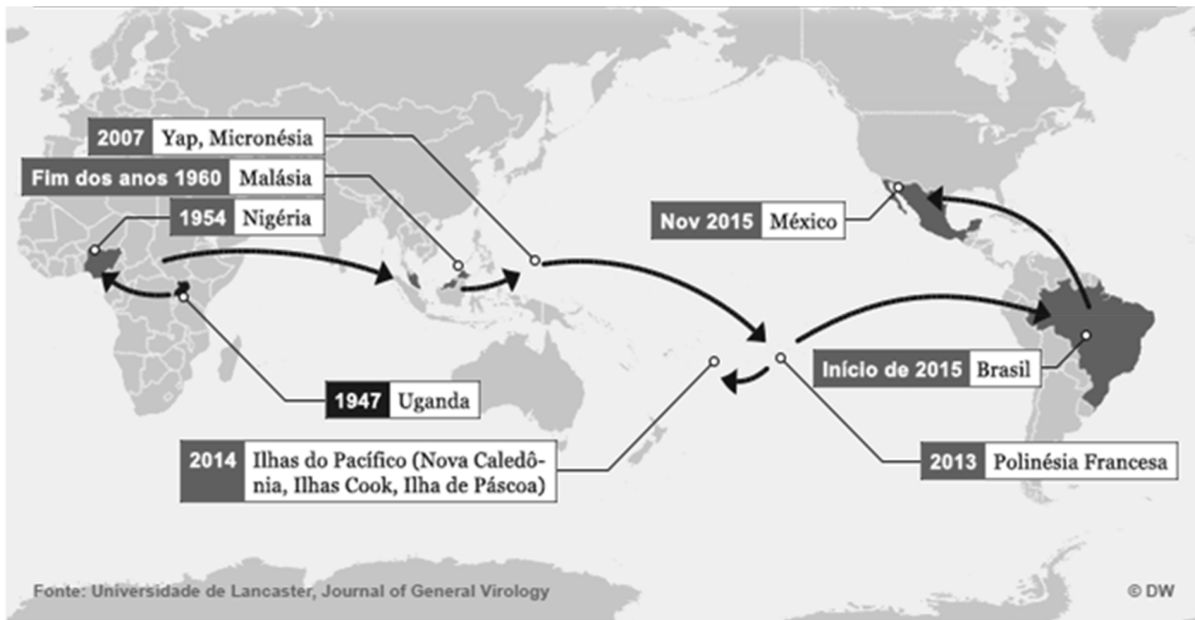 2007 Yap, Micronésia
Fim dos anos 1960 Malásia
1954 Nigéria
Nov 2015 México
Início de 2015 Brasil
1947 Uganda
2014 Ilhas do Pacífico (Nova Caledô-
nia, Ilhas Cook, Ilha de Páscoa)
2013 Polinésia Francesa
Fonte: Universidade de Lancaster, Journal of General Virology
© DW